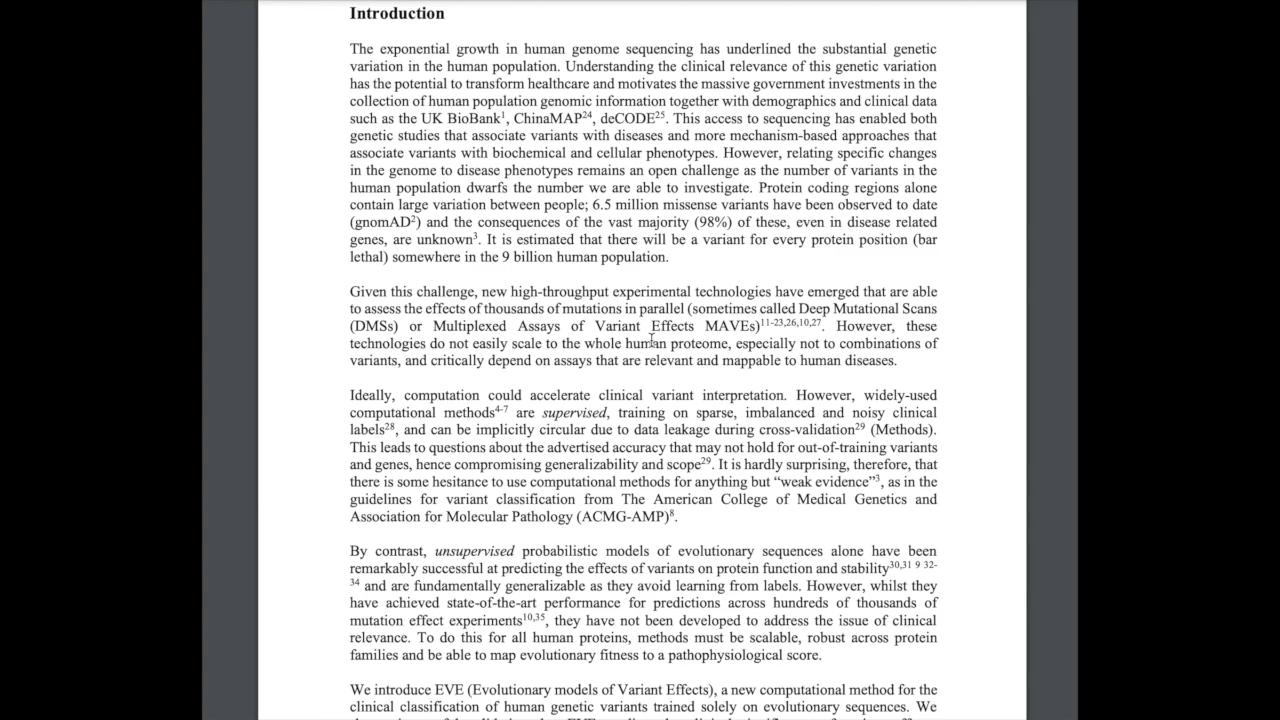 Introduction
The exponential growth in human genome sequencing has underlined the substantial genetic
variation in the human population. Understanding the clinical relevance of this genetic variation
has the potential to transform healthcare and motivates the massive government investments in the
collection of human population genomic information together with demographics and clinical data
such as the UK BioBank1, ChinaMAP24, deCODE25. This access to sequencing has enabled both
genetic studies that associate variants with diseases and more mechanism-based approaches that
associate variants with biochemical and cellular phenotypes. However, relating specific changes
in the genome to disease phenotypes remains an open challenge as the number of variants in the
human population dwarfs the number we are able to investigate. Protein coding regions alone
contain large variation between people; 6.5 million missense variants have been observed to date
(gnomAD2) and the consequences of the vast majority (98%) of these, even in disease related
genes, are unknown3. It is estimated that there will be a variant for every protein position (bar
lethal) somewhere in the 9 billion human population.
Given this challenge, new high-throughput experimental technologies have emerged that are able
to assess the effects of thousands of mutations in parallel (sometimes called Deep Mutational Scans
(DMSs) or Multiplexed Assays of Variant Effects MAVEs)11-23,26,10,27. However, these
technologies do not easily scale to the whole human proteome, especially not to combinations of
variants, and critically depend on assays that are relevant and mappable to human diseases.
Ideally, computation could accelerate clinical variant interpretation. However, widely-used
computational methods4-7 are supervised, training on sparse, imbalanced and noisy clinical
labels28, and can be implicitly circular due to data leakage during cross-validation29 (Methods).
This leads to questions about the advertised accuracy that may not hold for out-of-training variants
and genes, hence compromising generalizability and scope29. It is hardly surprising, therefore, that
there is some hesitance to use computational methods for anything but “weak evidence”3, as in the
guidelines for variant classification from The American College of Medical Genetics and
Association for Molecular Pathology (ACMG-AMP)8.
By contrast, unsupervised probabilistic models of evolutionary sequences alone have been
remarkably successful at predicting the effects of variants on protein function and stability30,31 9 32-
34 and are fundamentally generalizable as they avoid learning from labels. However, whilst they
have achieved state-of-the-art performance for predictions across hundreds of thousands of
mutation effect experiments10,35, they have not been developed to address the issue of clinical
relevance. To do this for all human proteins, methods must be scalable, robust across protein
families and be able to map evolutionary fitness to a pathophysiological score.
We introduce EVE (Evolutionary models of Variant Effects), a new computational method for the
clinical classification of human genetic variants trained solely on evolutionary sequences. We